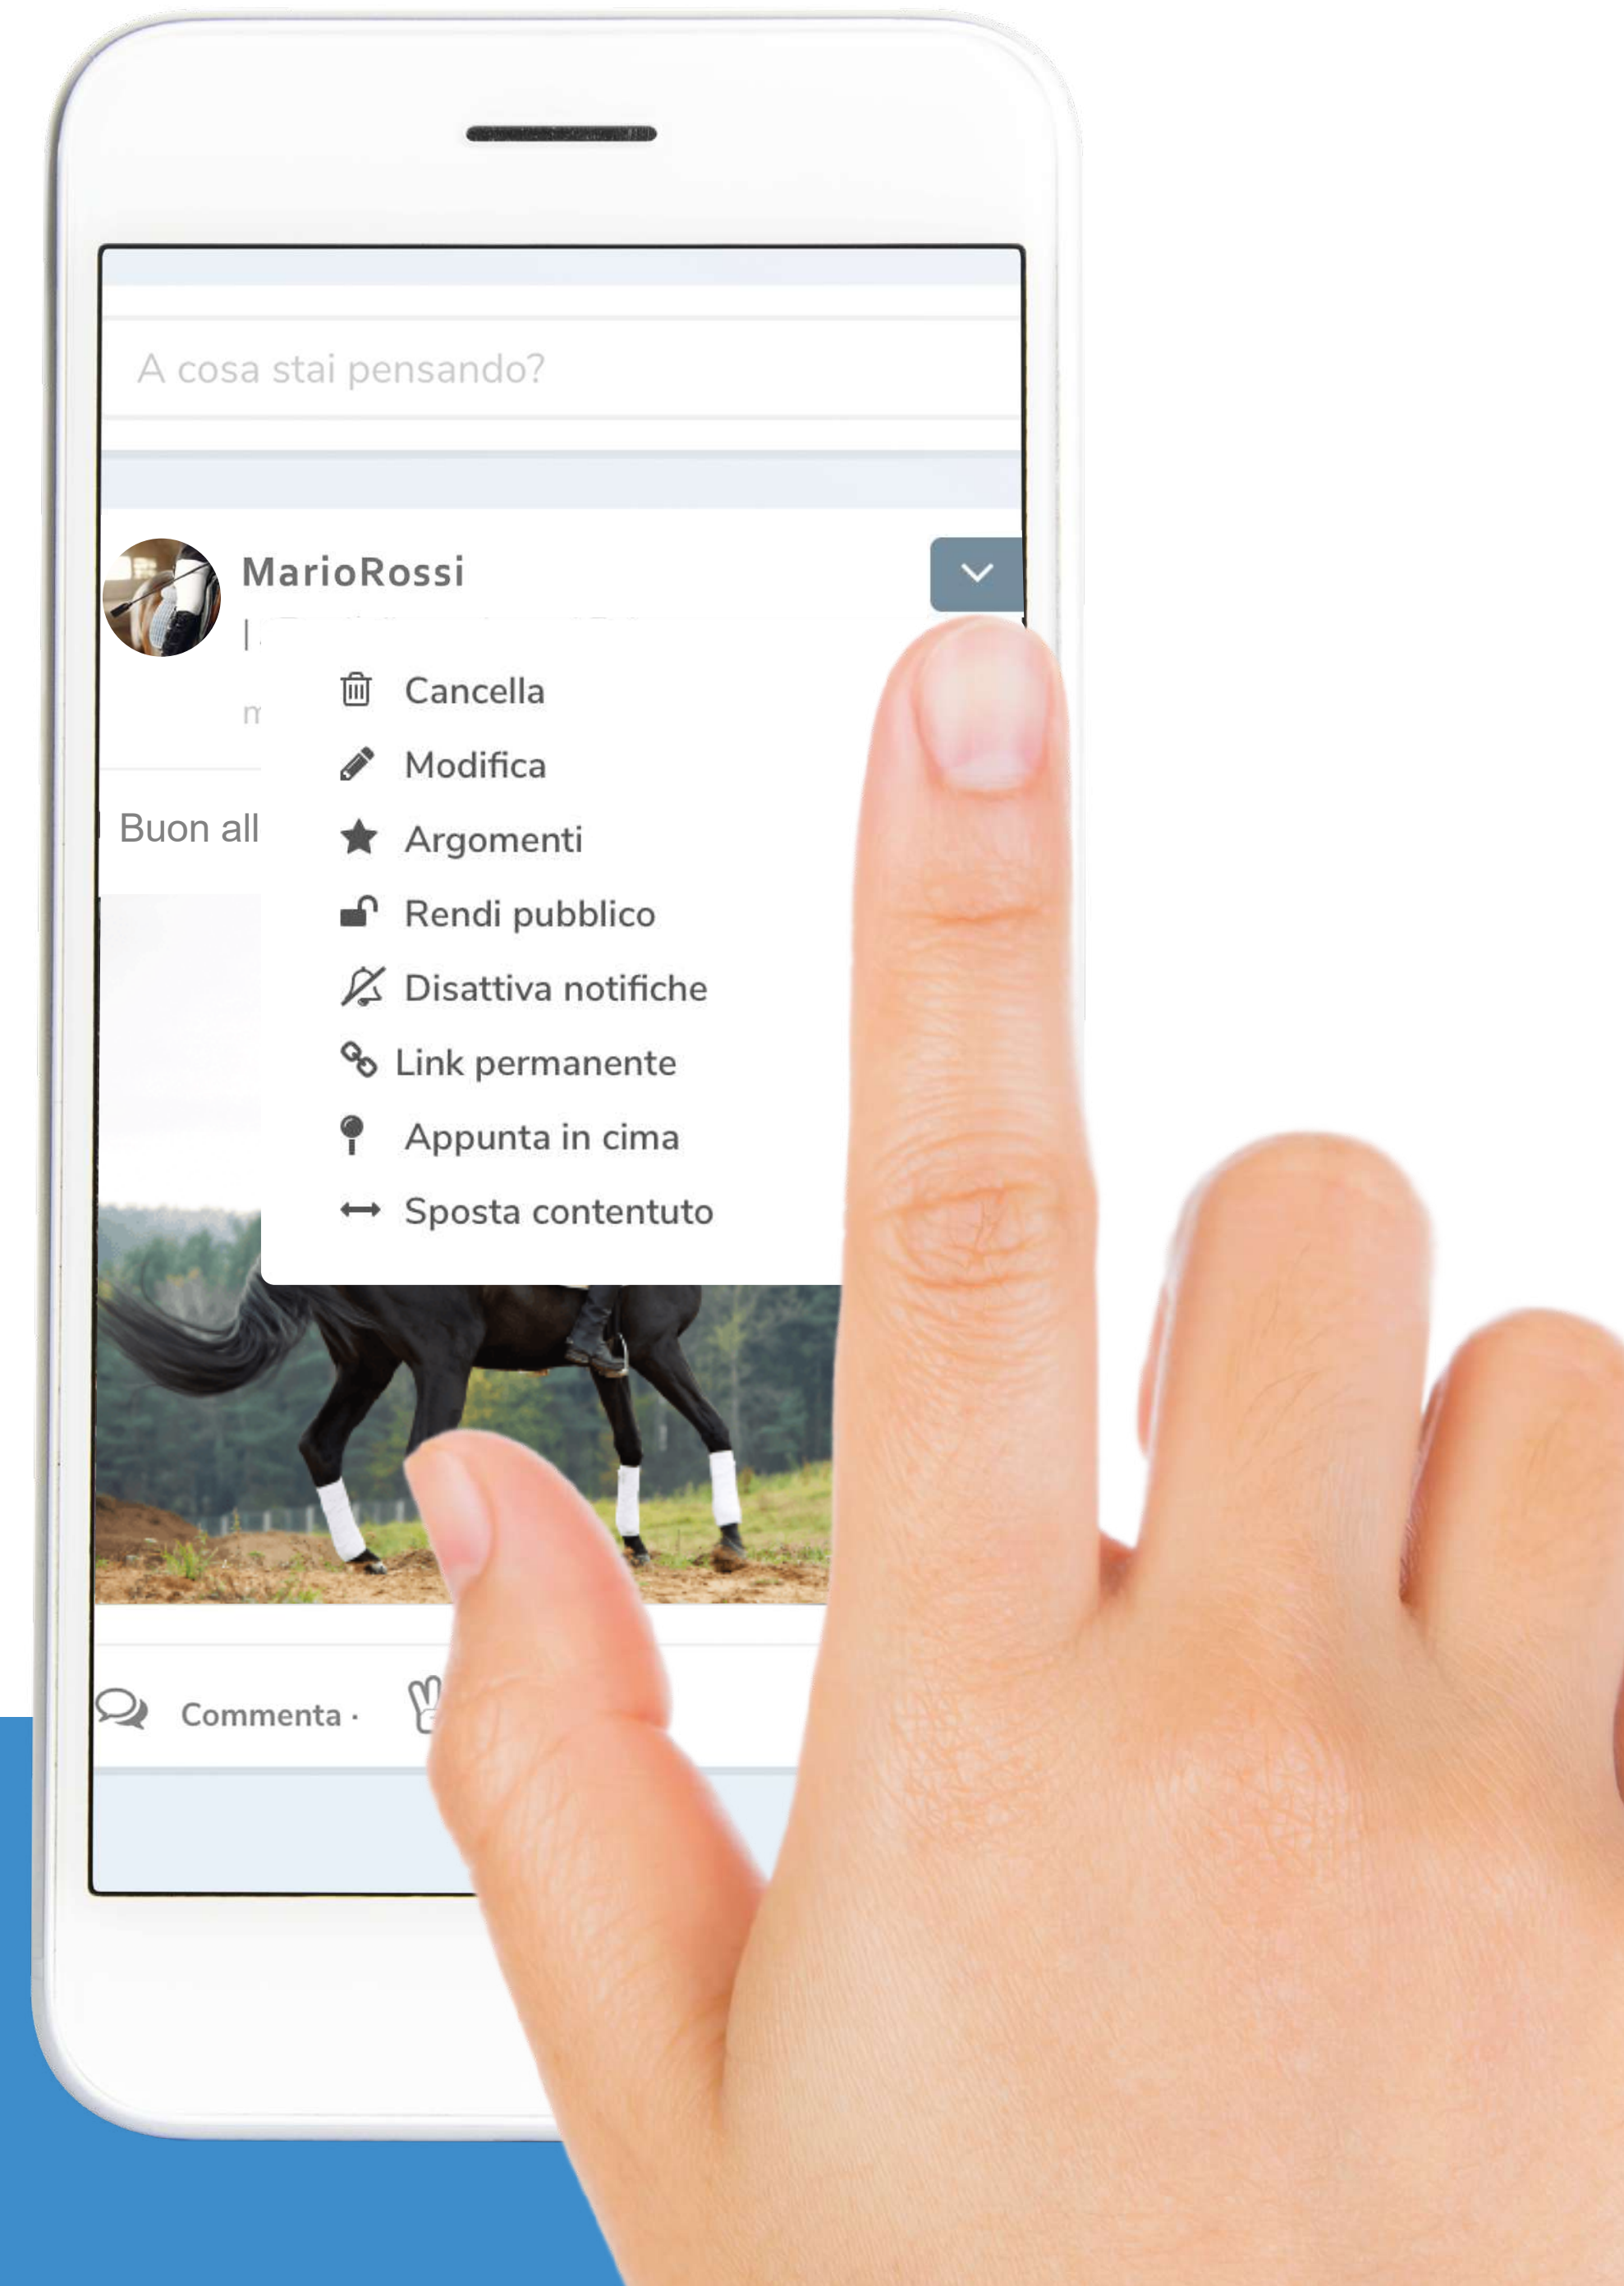 A cosa stai pensando?
MarioRossi
Buon all
Cancella
Modifica
Argomenti
Rendi pubblico
Disattiva notifiche
Link permanente
Appunta in cima
Sposta contentuto
Commenta ·